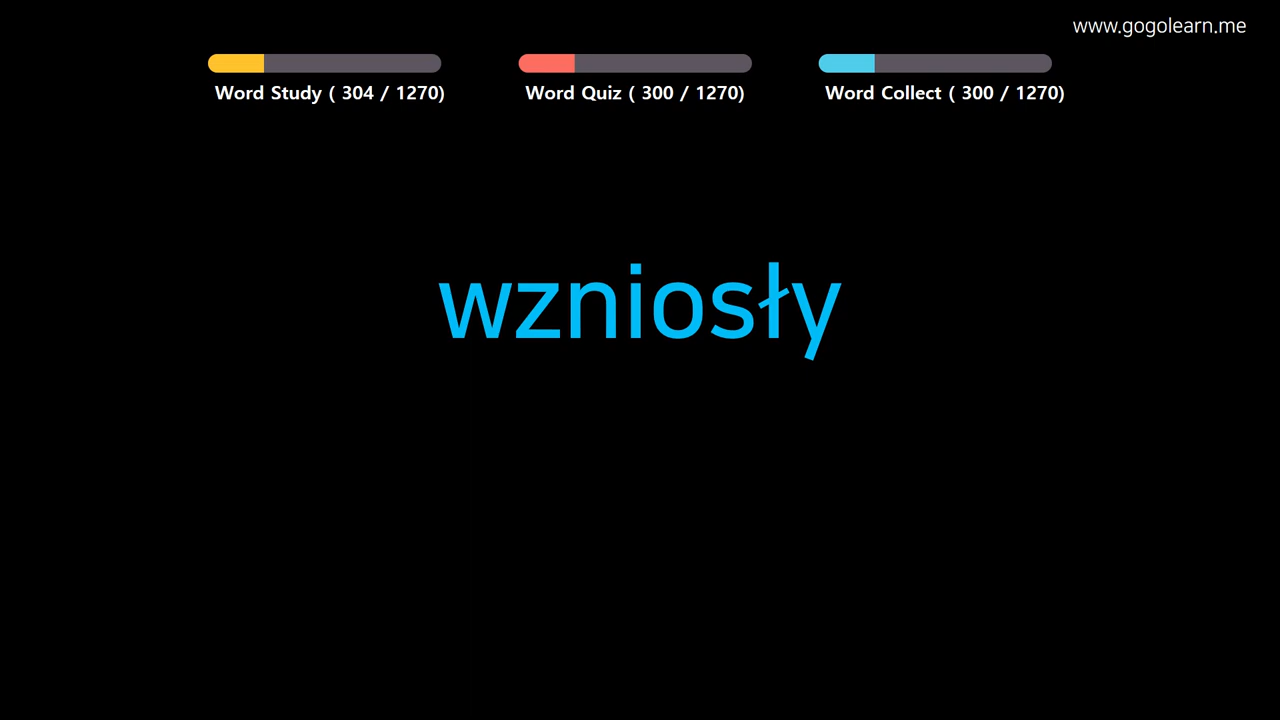 www.gogolearn.me
Word Study ( 304 / 1270)
Word Quiz ( 300 / 1270)
Word Collect ( 300 / 1270)
wzniosły